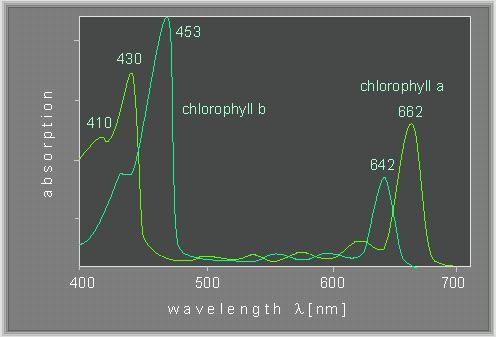 453
430
chlorophyll a
chlorophyll b
662
410
642
absorption
400 500 600 700
wavelength λ[nm]